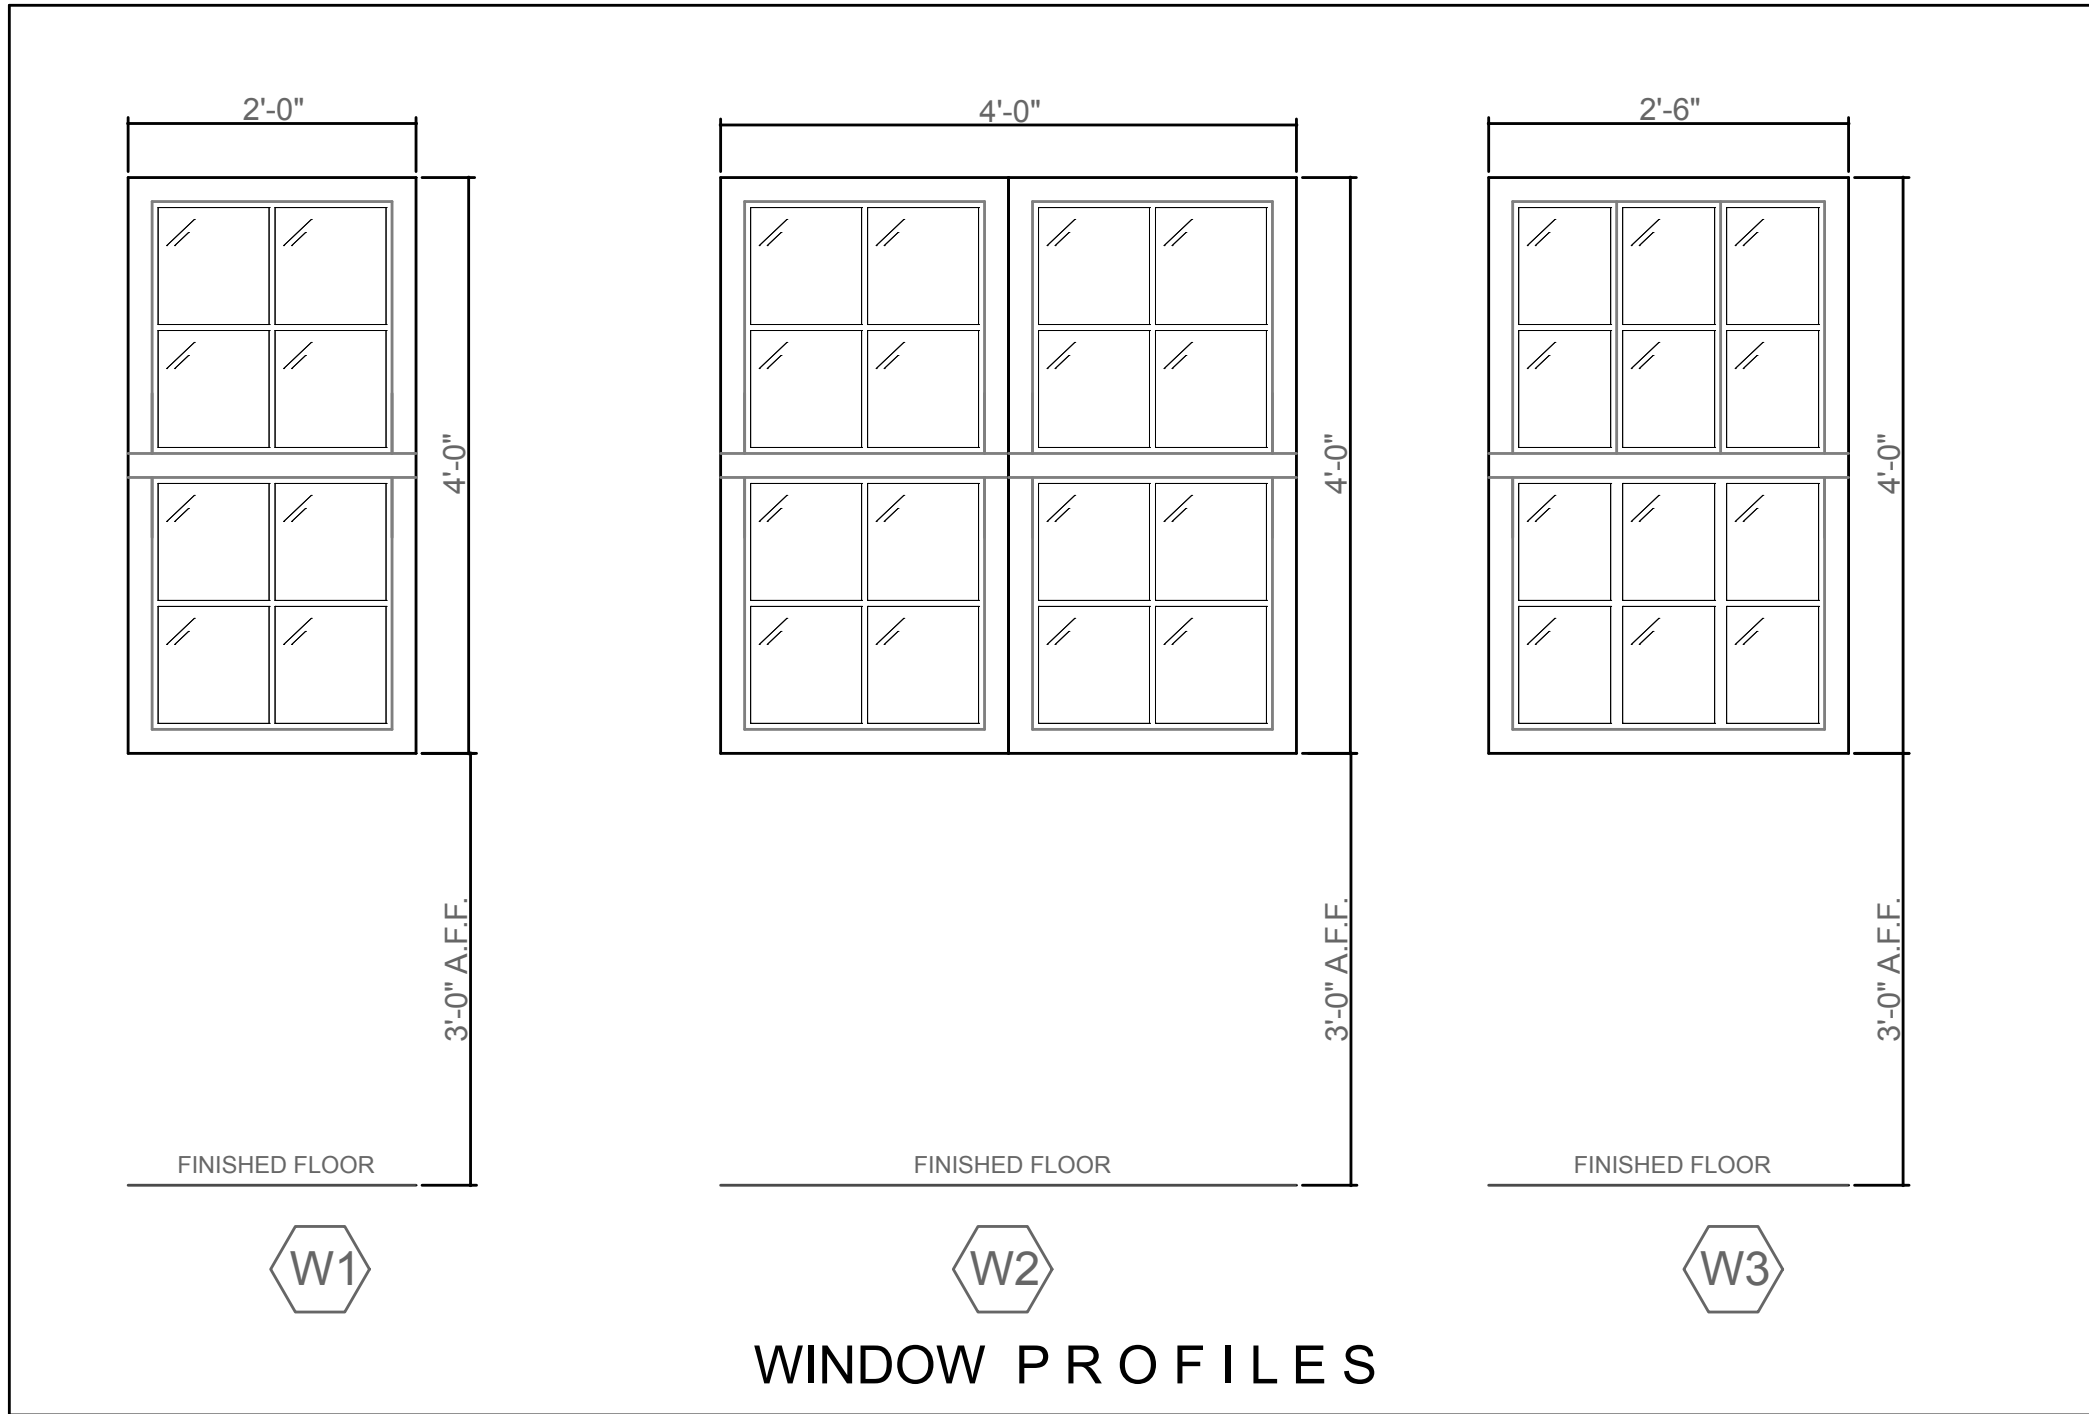 2'-0"
4'-0"
2'-6"
4'-0"
4'-0"
4'-0"
3'-0" A.F.F.
3'-0" A.F.F.
3'-0" A.F.F.
FINISHED FLOOR
FINISHED FLOOR
FINISHED FLOOR
W1
W2
W3
WINDOW PROFILES